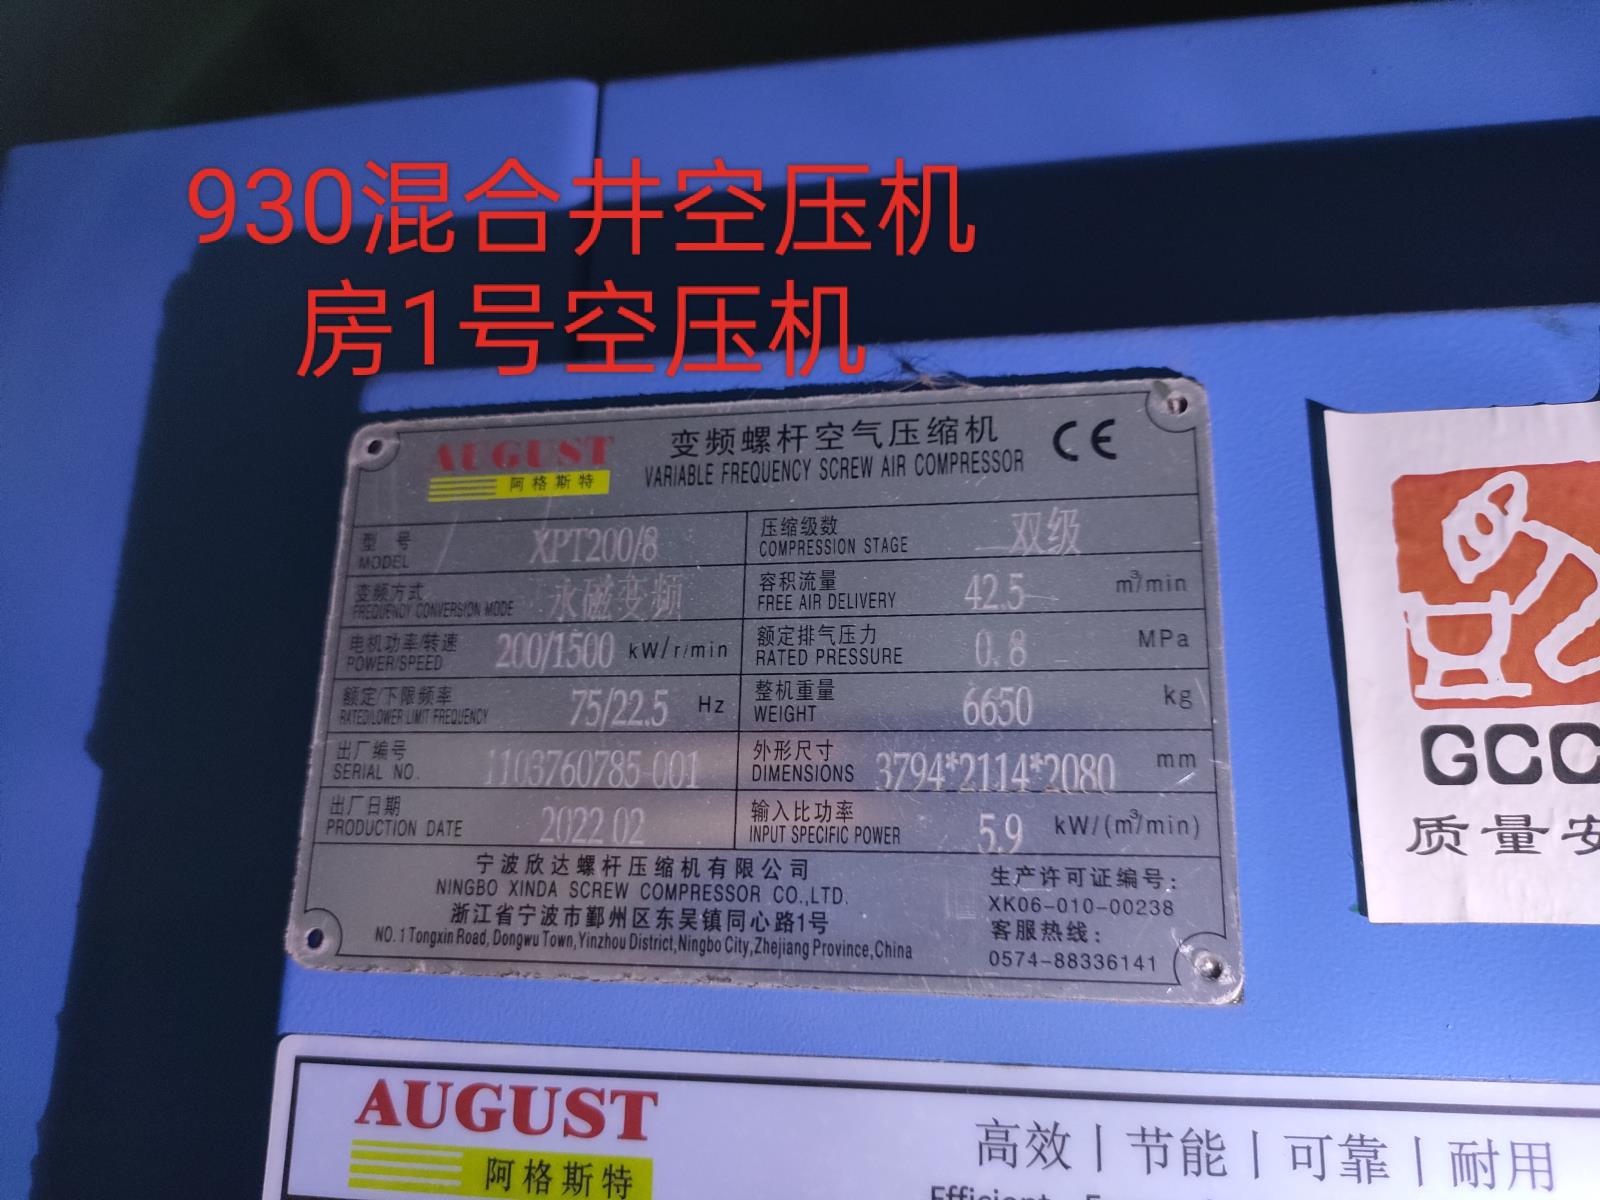 930混合井空压机
房1号空压机
AUGUST
阿格斯特
变频螺杆空气压缩机
VARIABLE FREQUENCY SCREW AIR COMPRESSOR
CE
型 号 XPT200/8
MODEL
压缩级数 双级
COMPRESSION STAGE
变频方式 永磁变频
FREQUENCY CONVERSION MODE
容积流量 42.5 m³/min
FREE AIR DELIVERY
电机功率/转速 200/1500 kW/r/min
POWER/SPEED
额定排气压力 0.8 MPa
RATED PRESSURE
额定/下限频率 75/22.5 Hz
RATED/LOWER LIMIT FREQUENCY
整机重量 6650 kg
WEIGHT
出厂编号 1103760785-001
SERIAL NO.
外形尺寸 3794*2114*2080 mm
DIMENSIONS
出厂日期 2022.02
PRODUCTION DATE
输入比功率 5.9 kW/(m³/min)
INPUT SPECIFIC POWER
宁波欣达螺杆压缩机有限公司
NINGBO XINDA SCREW COMPRESSOR CO.,LTD.
浙江省宁波市鄞州区东吴镇同心路1号
NO.1 Tongxin Road, Dongwu Town, Yinzhou District, Ningbo City, Zhejiang Province, China
生产许可证编号:
XK06-010-00238
客服热线:
0574-88336141
GCC
质量安
AUGUST
阿格斯特
高效 | 节能 | 可靠 | 耐用